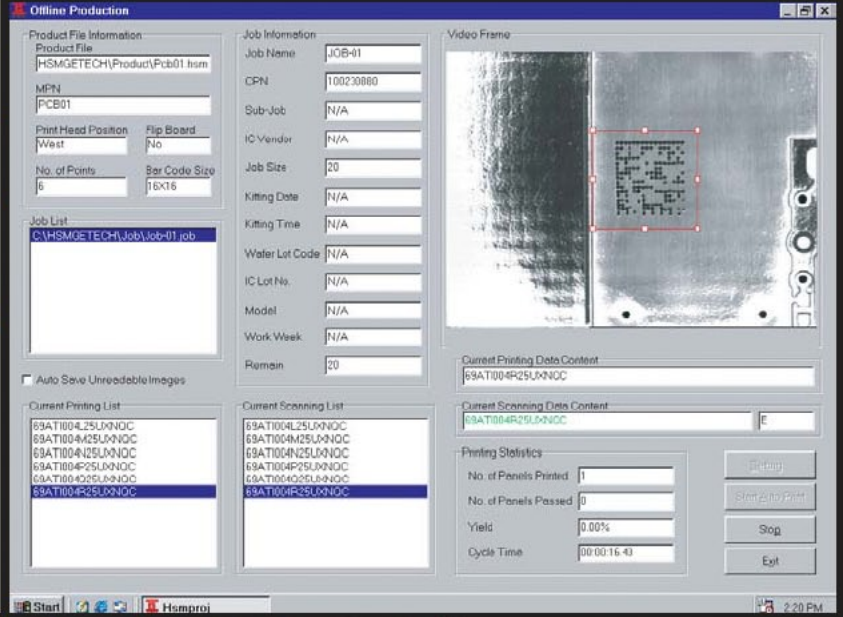 Offline Production
Product File Information
Product File
HSMGETECH\Product\Pcb01.hsm
MPN
PCB01
Print Head Position
Flip Board
West
No
No. of Points
Bar Code Size
6
16X16
Job List
C:\HSMGETECH\Job\Job-01.job
Auto Save Unreadable Images
Job Information
Job Name
JOB-01
CPN
100230880
Sub-Job
N/A
IC Vendor
N/A
Job Size
20
Kitting Date
N/A
Kitting Time
N/A
Wafer Lot Code
N/A
IC Lot No.
N/A
Model
N/A
Work Week
N/A
Remain
20
Video Frame
Current Printing Data Content
69ATI004R25UXNQC
Current Scanning Data Content
69ATI004R25UXNQC
E
Current Printing List
69ATI004L25UXNQC
69ATI004M25UXNQC
69ATI004N25UXNQC
69ATI004P25UXNQC
69ATI004Q25UXNQC
69ATI004R25UXNQC
Current Scanning List
69ATI004L25UXNQC
69ATI004M25UXNQC
69ATI004N25UXNQC
69ATI004P25UXNQC
69ATI004Q25UXNQC
69ATI004R25UXNQC
Printing Statistics
No. of Panels Printed
1
No. of Panels Passed
0
Yield
0.00%
Cycle Time
00:00:16.43
Start Auto Print
Stop
Exit
Start
Hsmproj
2:20 PM